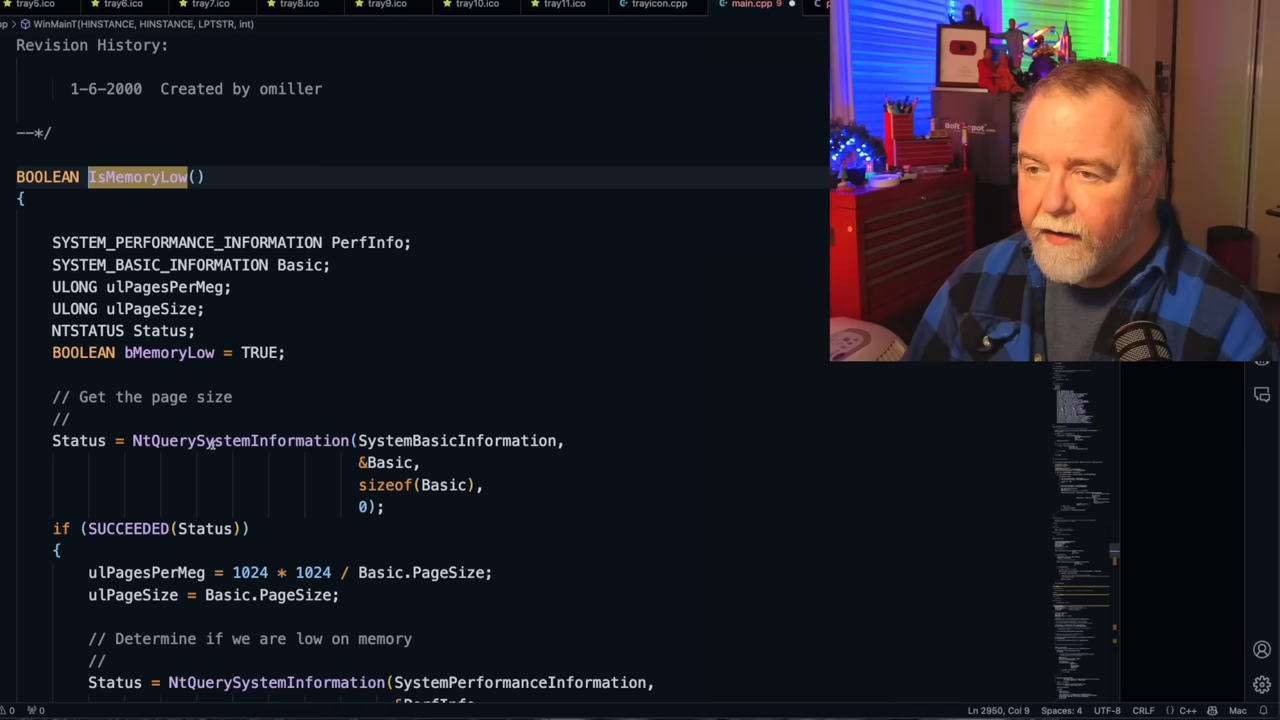 tray5.ico tray6.ico tray7.ico tray8.ico tray9.ico tray10.ico tray11.ico trayicon.cpp main.cpp 9
WinMainT(HINSTANCE, HINSTANCE, LPTSTR, int)
Revision History:
1-6-2000 Created by omiller
--*/
BOOLEAN IsMemoryLow()
{
SYSTEM_PERFORMANCE_INFORMATION PerfInfo;
SYSTEM_BASIC_INFORMATION Basic;
ULONG ulPagesPerMeg;
ULONG ulPageSize;
NTSTATUS Status;
BOOLEAN bMemoryLow = TRUE;
// Get the page size
//
Status = NtQuerySystemInformation(SystemBasicInformation,
&Basic,
sizeof(Basic),
0);
if (SUCCEEDED(Status))
{
ulPagesPerMeg = 1024 * 1024 / Basic.PageSize;
ulPageSize = Basic.PageSize;
// Determine if we are low on memory
//
Status = NtQuerySystemInformation(SystemPerformanceInformation,
&PerfInfo
0 0 Ln 2950, Col 9 Spaces: 4 UTF-8 CRLF {} C++ Mac